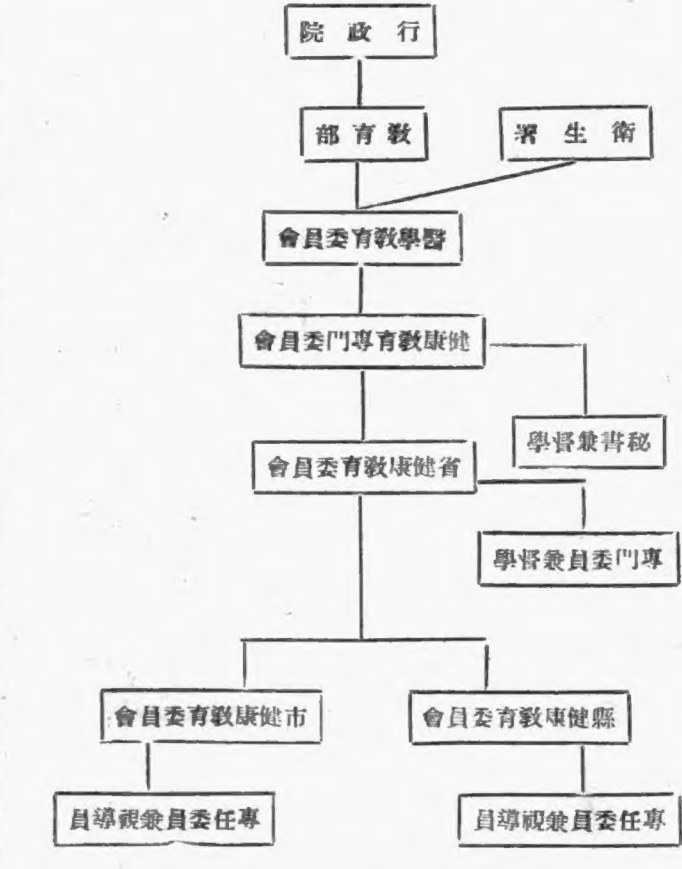 行政院
教育部
衛生署
醫學教育委員會
健康教育專門委員會
秘書兼督學
省健康教育委員會
專門委員兼督學
市健康教育委員會
縣健康教育委員會
專任委員兼視導員
專任委員兼視導員